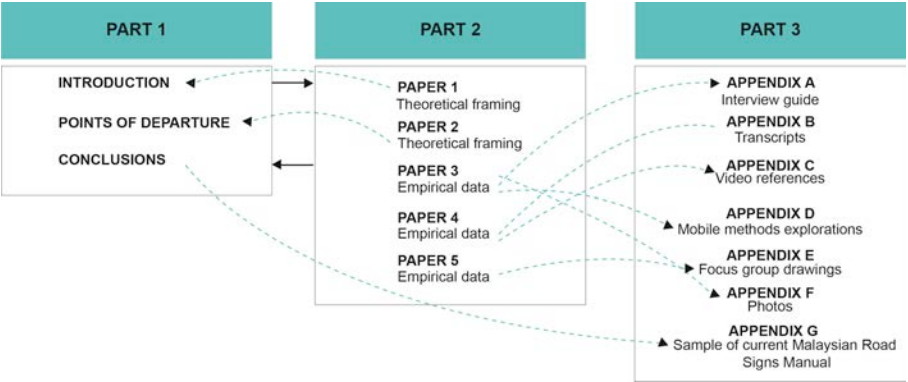 PART 1
INTRODUCTION
POINTS OF DEPARTURE
CONCLUSIONS
PART 2
PAPER 1
Theoretical framing
PAPER 2
Theoretical framing
PAPER 3
Empirical data
PAPER 4
Empirical data
PAPER 5
Empirical data
PART 3
APPENDIX A
Interview guide
APPENDIX B
Transcripts
APPENDIX C
Video references
APPENDIX D
Mobile methods explorations
APPENDIX E
Focus group drawings
APPENDIX F
Photos
APPENDIX G
Sample of current Malaysian Road
Signs Manual